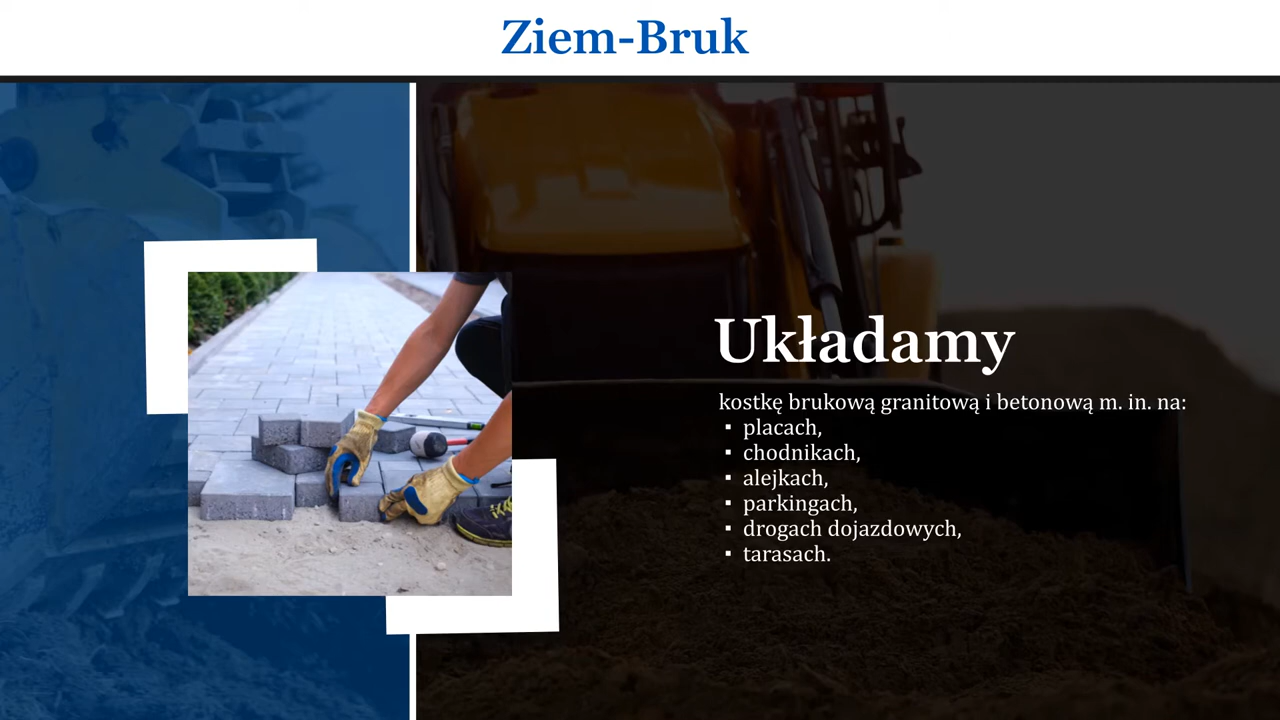 Ziem-Bruk
Układamy
kostkę brukową granitową i betonową m. in. na:
▪ placach,
▪ chodnikach,
▪ alejkach,
▪ parkingach,
▪ drogach dojazdowych,
▪ tarasach.